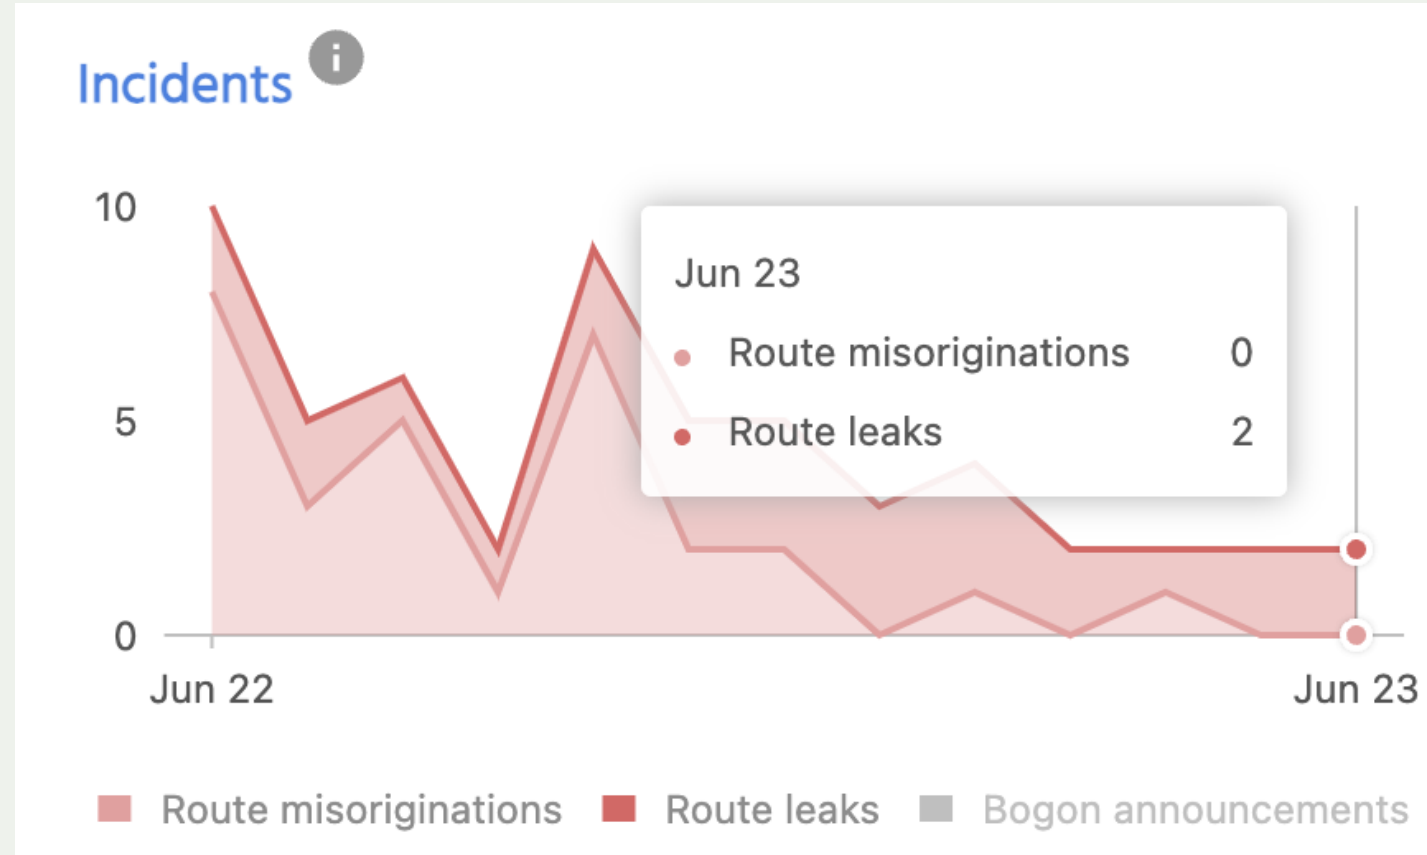 Incidents i
10
5
0
Jun 23
Route misoriginations 0
Route leaks 2
Jun 22 Jun 23
Route misoriginations Route leaks Bogon announcements